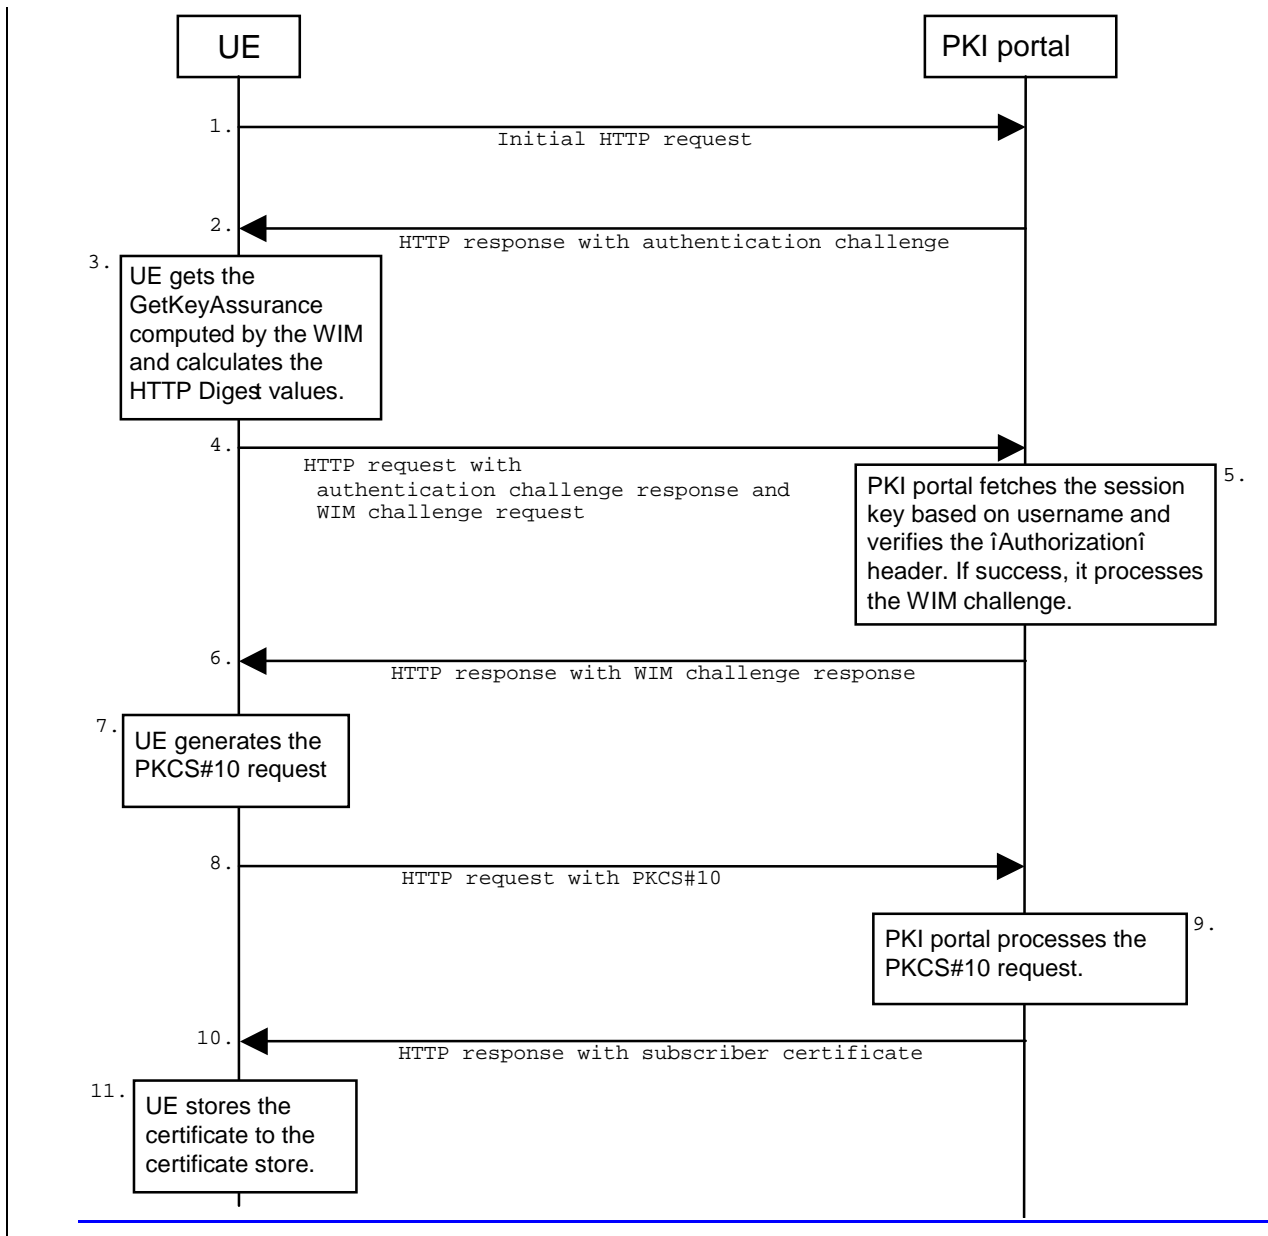 UE
PKI portal
1.
Initial HTTP request
2.
HTTP response with authentication challenge
3.
UE gets the
GetKeyAssurance
computed by the WIM
and calculates the
HTTP Digest values.
4.
HTTP request with
authentication challenge response and
WIM challenge request
5.
PKI portal fetches the session
key based on username and
verifies the îAuthorizationî
header. If success, it processes
the WIM challenge.
6.
HTTP response with WIM challenge response
7.
UE generates the
PKCS#10 request
8.
HTTP request with PKCS#10
9.
PKI portal processes the
PKCS#10 request.
10.
HTTP response with subscriber certificate
11.
UE stores the
certificate to the
certificate store.